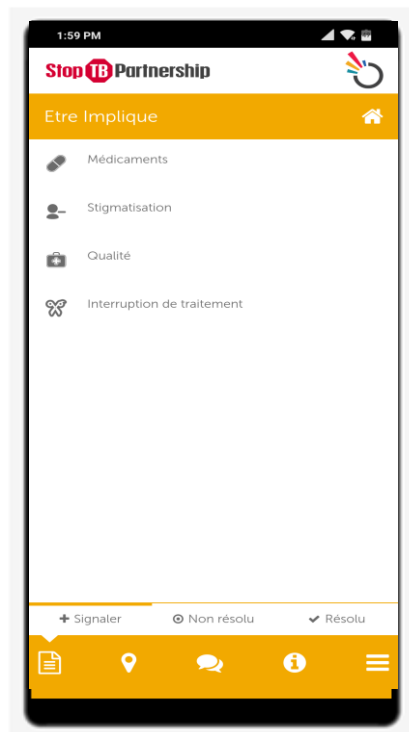 1:59 PM
Stop TB Partnership
Etre Implique
Médicaments
Stigmatisation
Qualité
Interruption de traitement
Signaler Non résolu Résolu